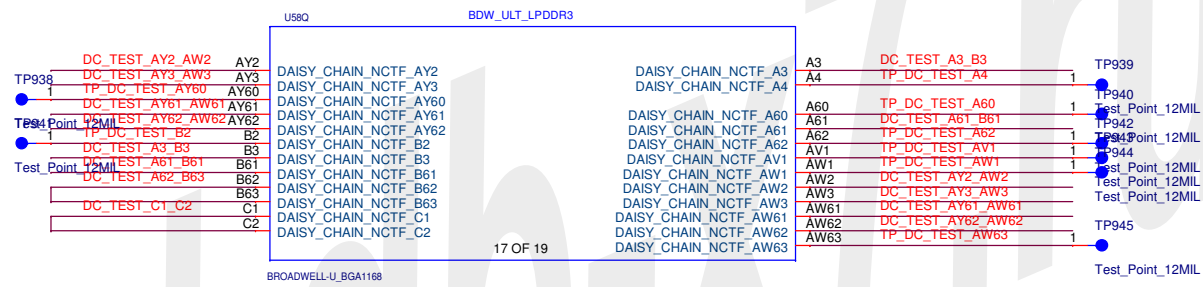 U58Q
BDW_ULT_LPDDR3
DC_TEST_AY2_AW2 AY2 DAISY_CHAIN_NCTF_AY2
DC_TEST_AY3_AW3 AY3 DAISY_CHAIN_NCTF_AY3
TP938 1 TP_DC_TEST_AY60 AY60 DAISY_CHAIN_NCTF_AY60
DC_TEST_AY61_AW61 AY61 DAISY_CHAIN_NCTF_AY61
Test_Point_12MIL
DC_TEST_AY62_AW62 AY62 DAISY_CHAIN_NCTF_AY62
TP941 1 TP_DC_TEST_B2 B2 DAISY_CHAIN_NCTF_B2
DC_TEST_A3_B3 B3 DAISY_CHAIN_NCTF_B3
Test_Point_12MIL
DC_TEST_A61_B61 B61 DAISY_CHAIN_NCTF_B61
DC_TEST_A62_B63 B62 DAISY_CHAIN_NCTF_B62
B63 DAISY_CHAIN_NCTF_B63
DC_TEST_C1_C2 C1 DAISY_CHAIN_NCTF_C1
C2 DAISY_CHAIN_NCTF_C2
DAISY_CHAIN_NCTF_A3 A3 DC_TEST_A3_B3
DAISY_CHAIN_NCTF_A4 A4 TP_DC_TEST_A4 1 TP939
Test_Point_12MIL
DAISY_CHAIN_NCTF_A60 A60 TP_DC_TEST_A60 1 TP940
DAISY_CHAIN_NCTF_A61 A61 DC_TEST_A61_B61
Test_Point_12MIL
DAISY_CHAIN_NCTF_A62 A62 TP_DC_TEST_A62 1 TP942
DAISY_CHAIN_NCTF_AV1 AV1 TP_DC_TEST_AV1 1 TP943
Test_Point_12MIL
DAISY_CHAIN_NCTF_AW1 AW1 TP_DC_TEST_AW1 1 TP944
Test_Point_12MIL
DAISY_CHAIN_NCTF_AW2 AW2 DC_TEST_AY2_AW2
DAISY_CHAIN_NCTF_AW3 AW3 DC_TEST_AY3_AW3
Test_Point_12MIL
DAISY_CHAIN_NCTF_AW61 AW61 DC_TEST_AY61_AW61
DAISY_CHAIN_NCTF_AW62 AW62 DC_TEST_AY62_AW62
DAISY_CHAIN_NCTF_AW63 AW63 TP_DC_TEST_AW63 1 TP945
Test_Point_12MIL
17 OF 19
BROADWELL-U_BGA1168